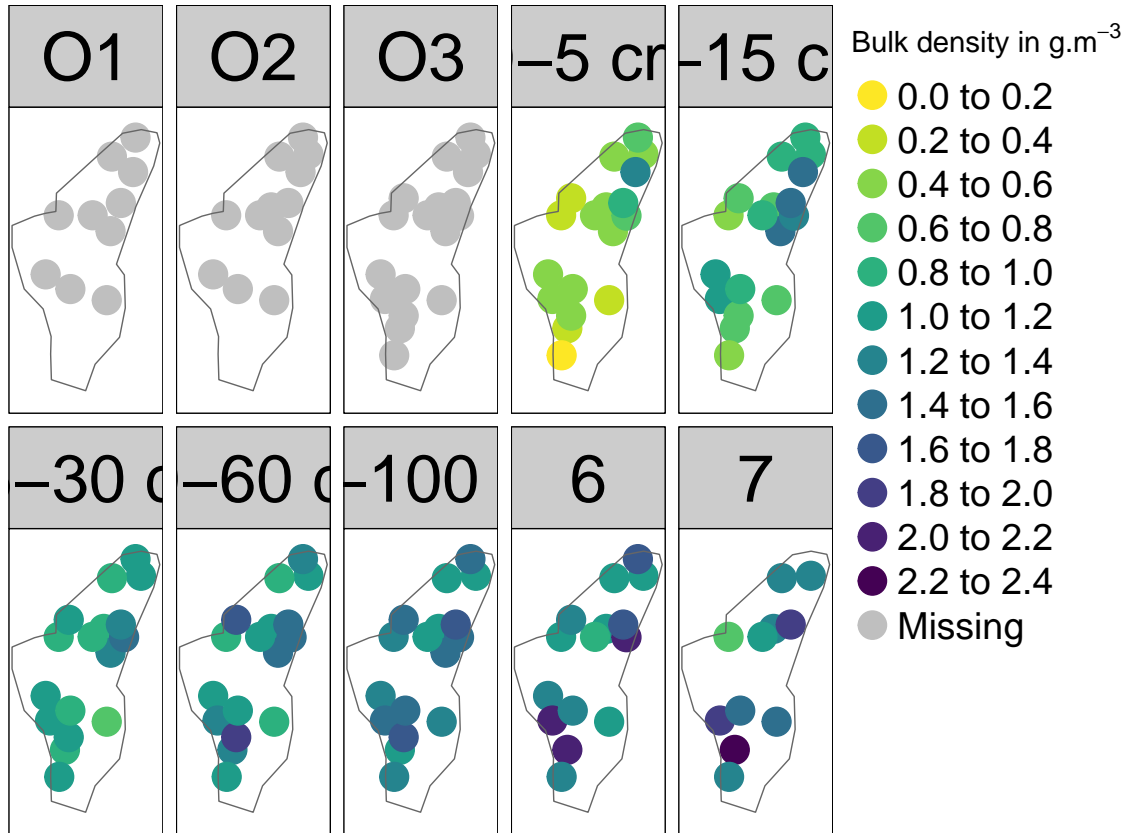 O1
O2
O3
–5 cm
–15 c
Bulk density in g.m⁻³
0.0 to 0.2
0.2 to 0.4
0.4 to 0.6
0.6 to 0.8
0.8 to 1.0
1.0 to 1.2
1.2 to 1.4
1.4 to 1.6
1.6 to 1.8
1.8 to 2.0
2.0 to 2.2
2.2 to 2.4
Missing
–30 c
–60 c
–100
6
7